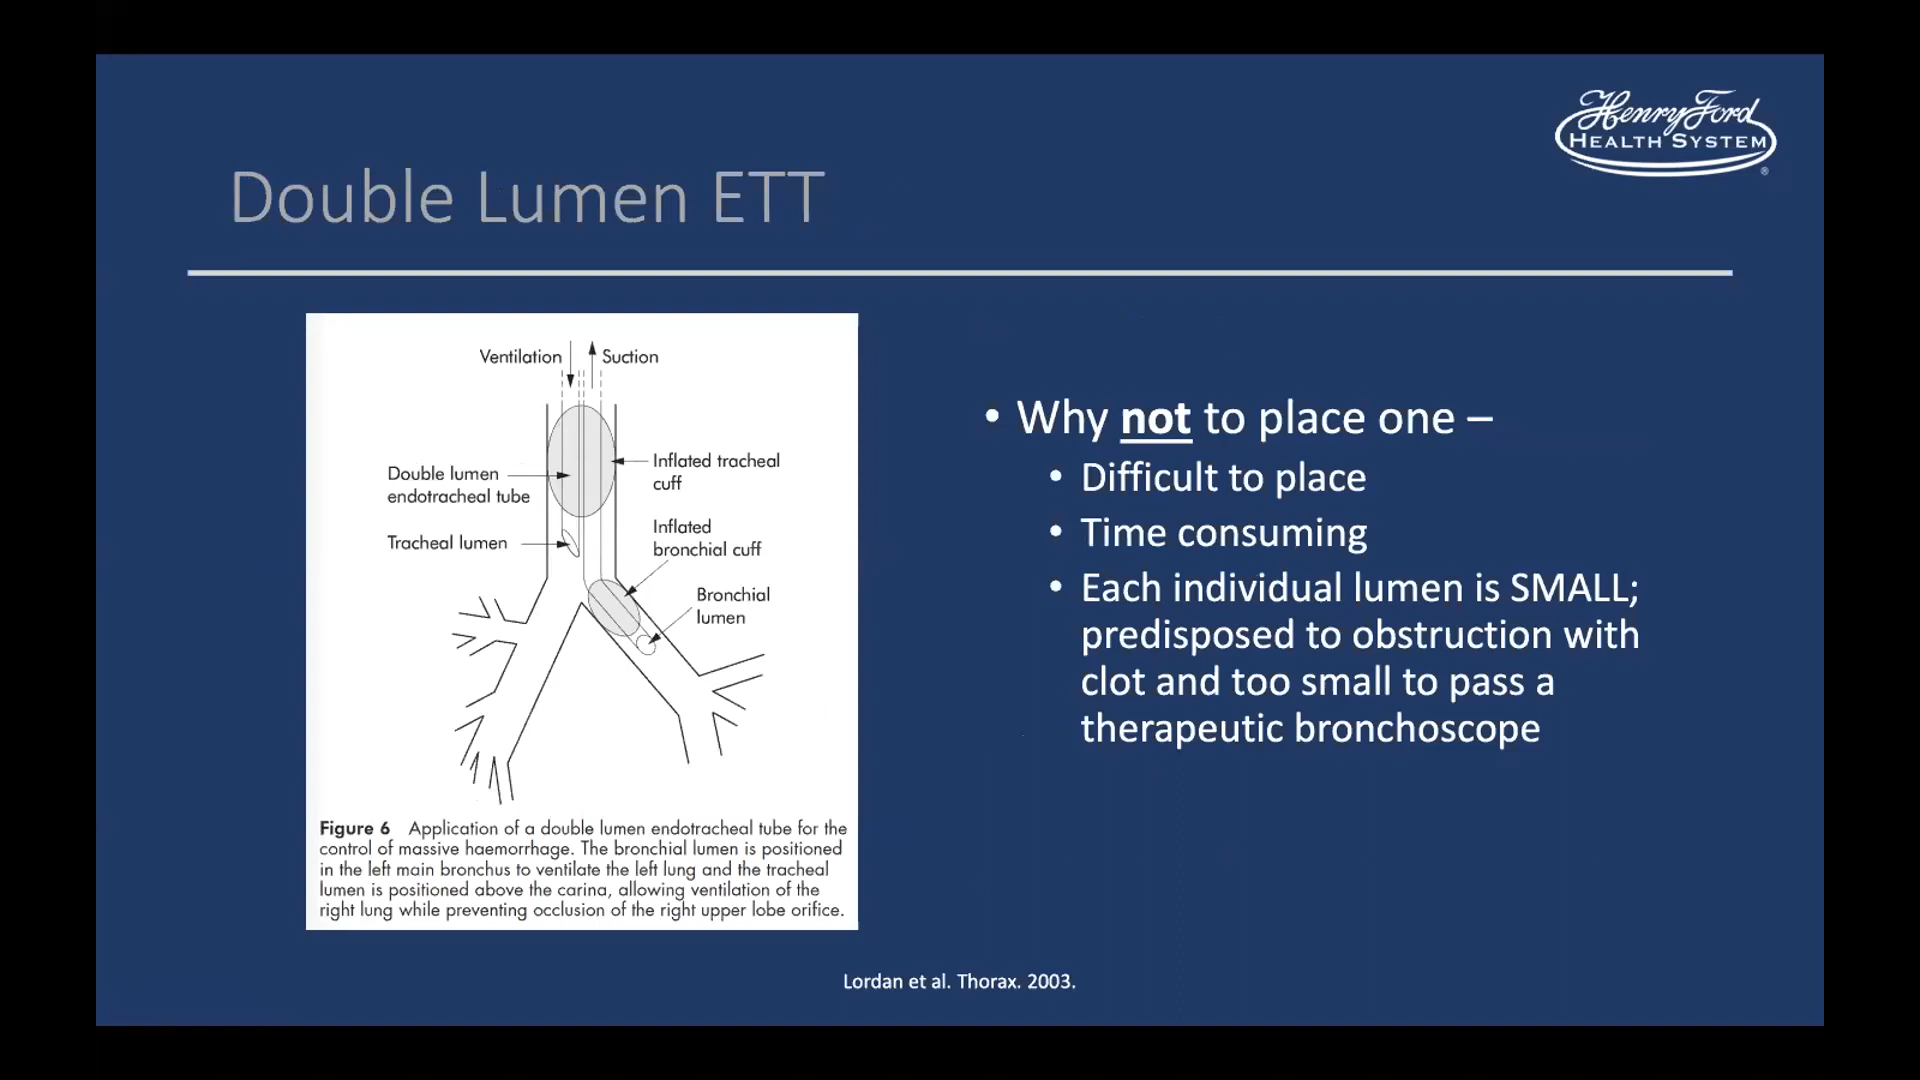 Henry Ford
HEALTH SYSTEM
®
Double Lumen ETT
Ventilation
Suction
Double lumen
endotracheal tube
Inflated tracheal
cuff
Tracheal lumen
Inflated
bronchial cuff
Bronchial
lumen
Figure 6 Application of a double lumen endotracheal tube for the
control of massive haemorrhage. The bronchial lumen is positioned
in the left main bronchus to ventilate the left lung and the tracheal
lumen is positioned above the carina, allowing ventilation of the
right lung while preventing occlusion of the right upper lobe orifice.
• Why not to place one –
• Difficult to place
• Time consuming
• Each individual lumen is SMALL;
predisposed to obstruction with
clot and too small to pass a
therapeutic bronchoscope
Lordan et al. Thorax. 2003.